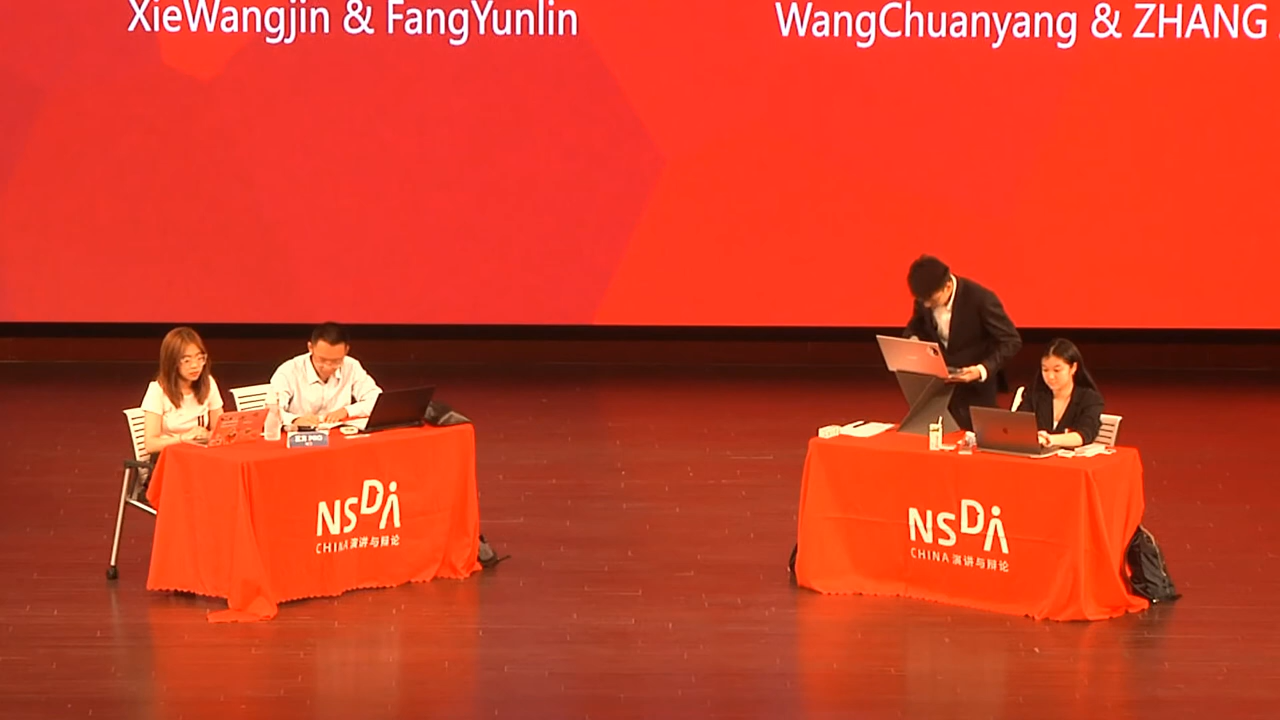 XieWangjin & FangYunlin
WangChuanyang & ZHANG
NSDA
CHINA 演讲与辩论
NSDA
CHINA 演讲与辩论